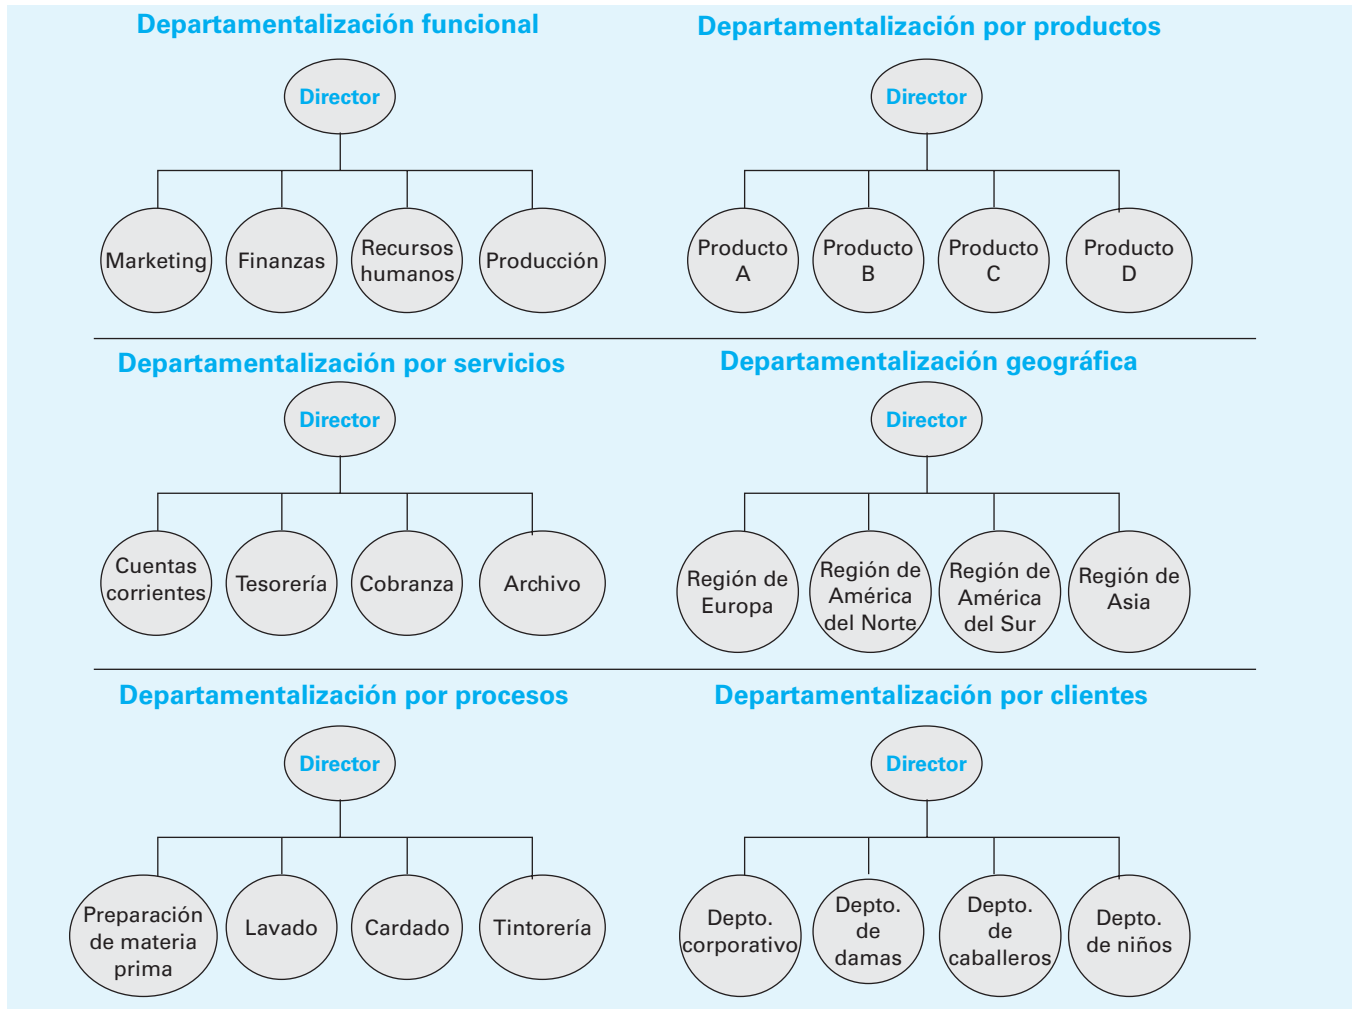 Departamentalización funcional
Director
Marketing
Finanzas
Recursos
humanos
Producción
Departamentalización por productos
Director
Producto
A
Producto
B
Producto
C
Producto
D
Departamentalización por servicios
Director
Cuentas
corrientes
Tesorería
Cobranza
Archivo
Departamentalización geográfica
Director
Región de
Europa
Región de
América
del Norte
Región de
América
del Sur
Región de
Asia
Departamentalización por procesos
Director
Preparación
de materia
prima
Lavado
Cardado
Tintorería
Departamentalización por clientes
Director
Depto.
corporativo
Depto.
de
damas
Depto.
de
caballeros
Depto.
de niños